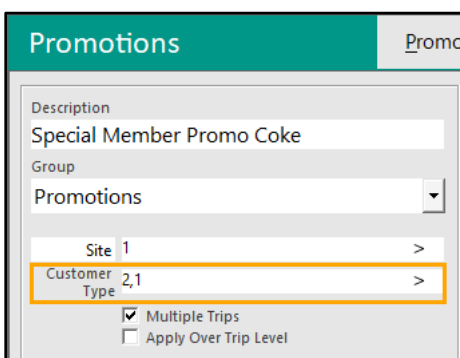 Promotions
Description
Special Member Promo Coke
Group
Promotions
Site 1 >
Customer Type 2,1 >
Multiple Trips
Apply Over Trip Level